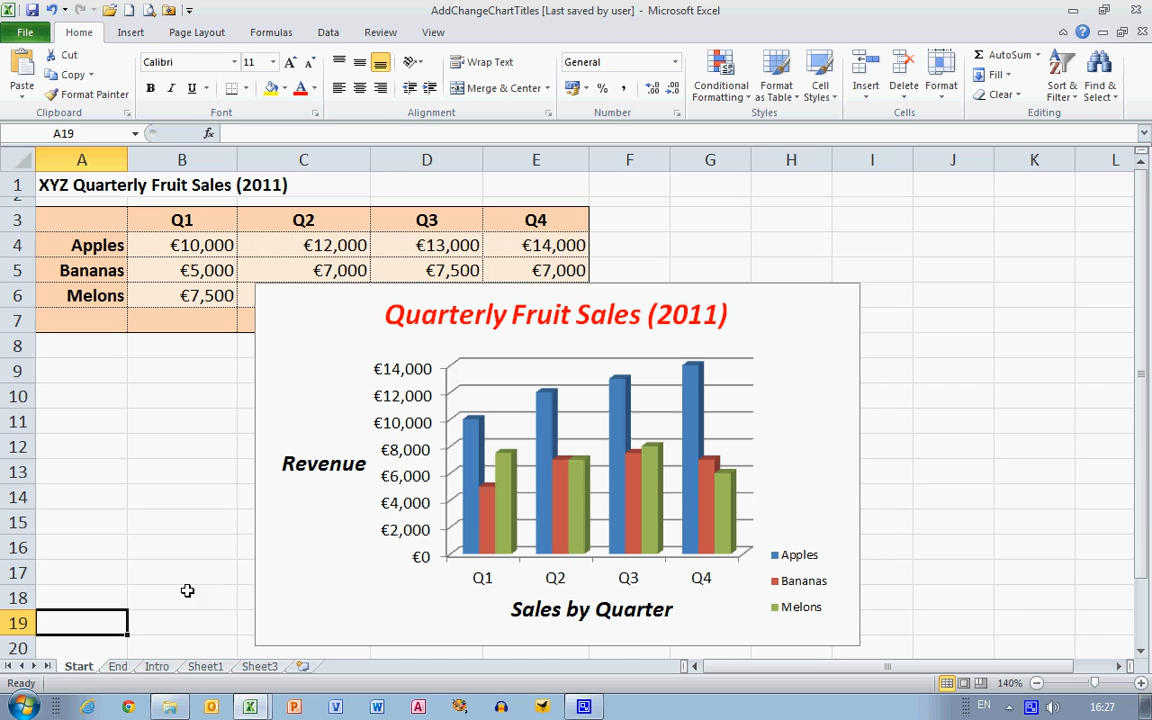 AddChangeChartTitles [Last saved by user] - Microsoft Excel
File Home Insert Page Layout Formulas Data Review View
Paste
Cut
Copy
Format Painter
Calibri 11
B I U
A A
Wrap Text
Merge & Center
General
%
Conditional Formatting
Format as Table
Cell Styles
Insert Delete Format
Σ AutoSum
Fill
Clear
Sort & Filter
Find & Select
Clipboard Font Alignment Number Styles Cells Editing
A19 fx
A B C D E F G H I J K L
1 XYZ Quarterly Fruit Sales (2011)
2
3 Q1 Q2 Q3 Q4
4 Apples €10,000 €12,000 €13,000 €14,000
5 Bananas €5,000 €7,000 €7,500 €7,000
6 Melons €7,500
7
8
9
10
11
12
13
14
15
16
17
18
19
20
Quarterly Fruit Sales (2011)
€14,000
€12,000
€10,000
€8,000
Revenue
€6,000
€4,000
€2,000
€0
Q1 Q2 Q3 Q4
Sales by Quarter
Apples
Bananas
Melons
Start End Intro Sheet1 Sheet3
Ready 140%
EN 16:27